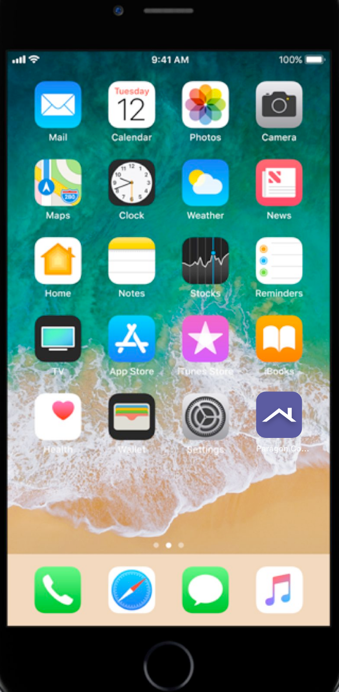 9:41 AM
100%
Mail
Calendar
Photos
Camera
Tuesday
12
Maps
Clock
Weather
News
280
Home
Notes
Stocks
Reminders
TV
App Store
iTunes Store
iBooks
Health
Wallet
Settings